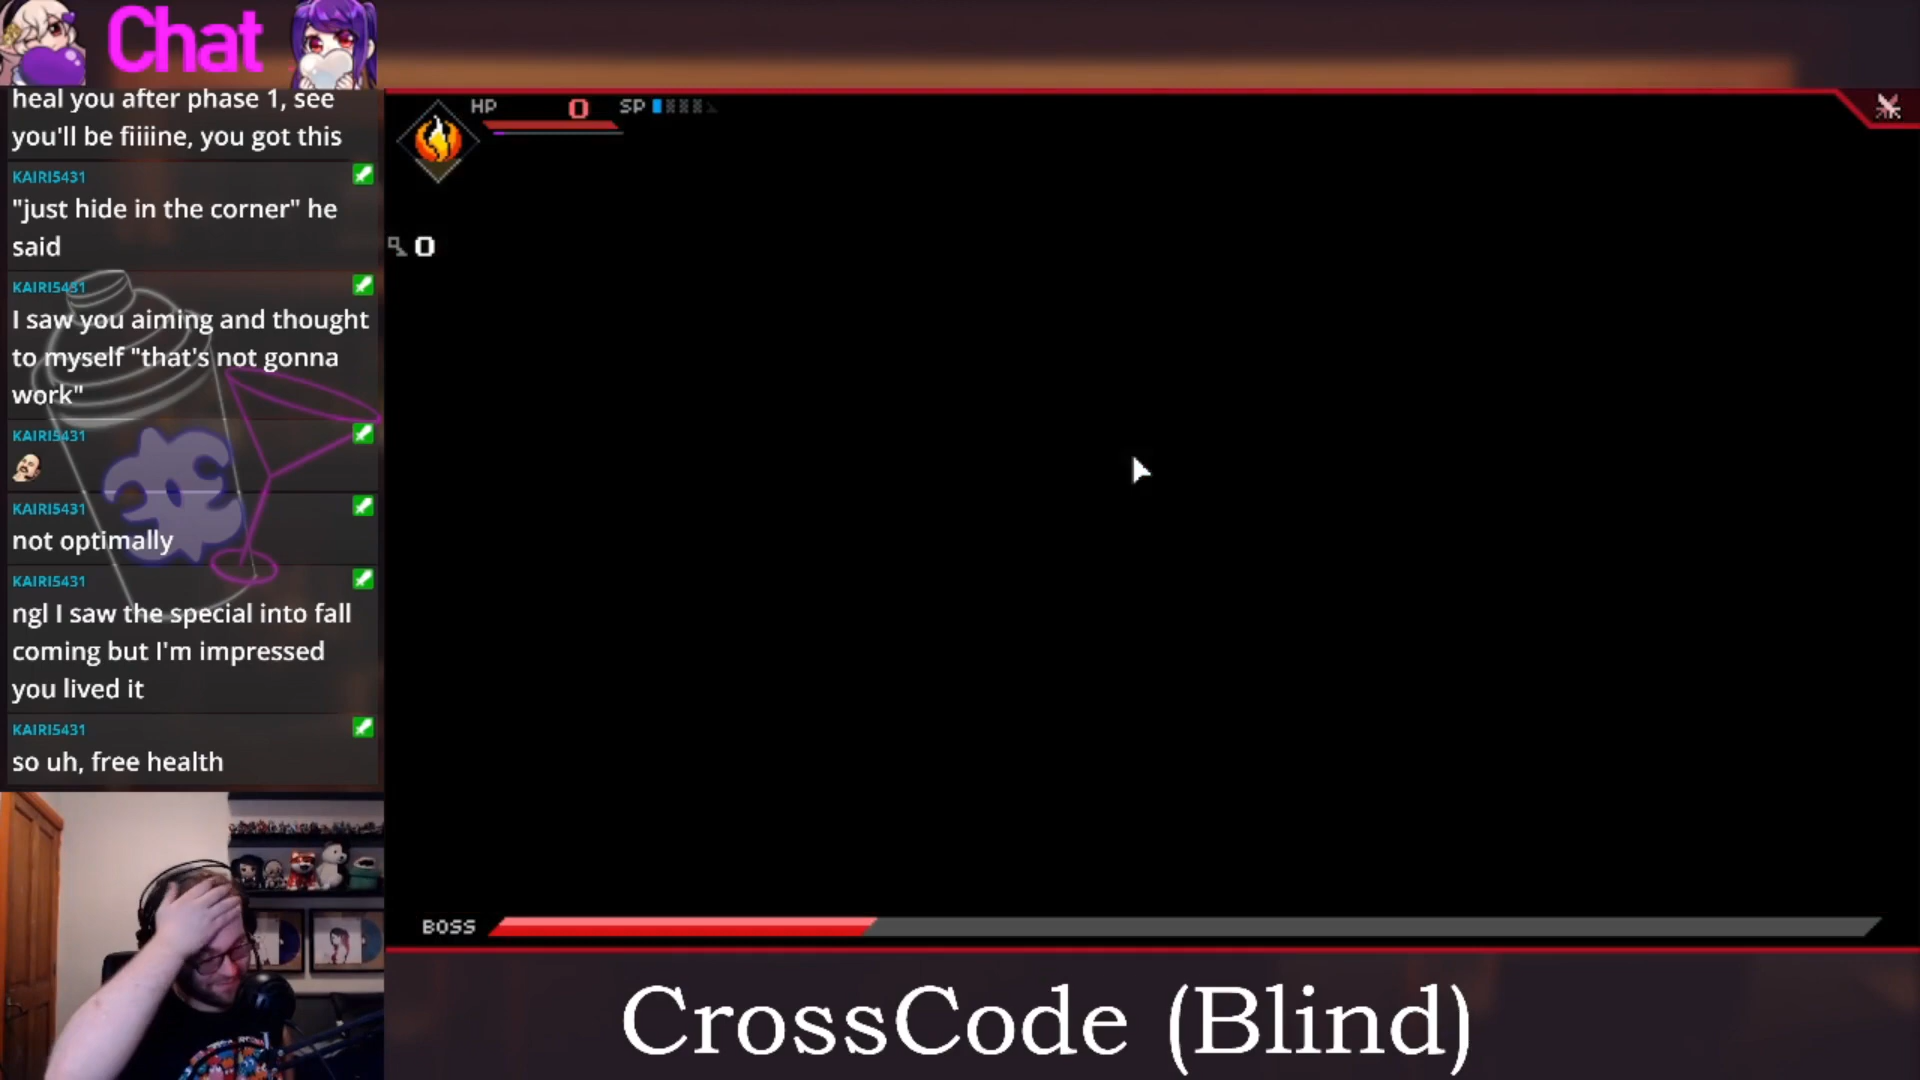 Chat
heal you after phase 1, see
you'll be fiiiine, you got this
KAIRI5431
"just hide in the corner" he
said
KAIRI5431
I saw you aiming and thought
to myself "that's not gonna
work"
KAIRI5431
KAIRI5431
not optimally
KAIRI5431
ngl I saw the special into fall
coming but I'm impressed
you lived it
KAIRI5431
so uh, free health
HP 0 SP
0
BOSS
CrossCode (Blind)